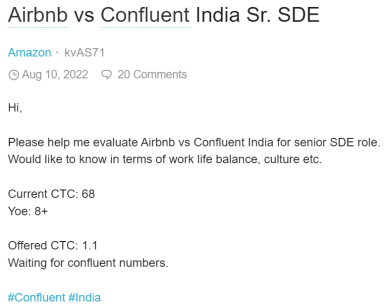 Airbnb vs Confluent India Sr. SDE
Amazon · kvAS71
Aug 10, 2022 20 Comments
Hi,
Please help me evaluate Airbnb vs Confluent India for senior SDE role.
Would like to know in terms of work life balance, culture etc.
Current CTC: 68
Yoe: 8+
Offered CTC: 1.1
Waiting for confluent numbers.
#Confluent #India